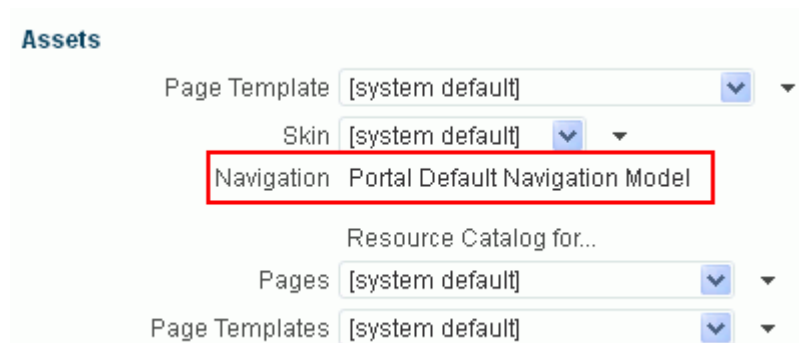 Assets
Page Template [system default]
Skin [system default]
Navigation Portal Default Navigation Model
Resource Catalog for...
Pages [system default]
Page Templates [system default]